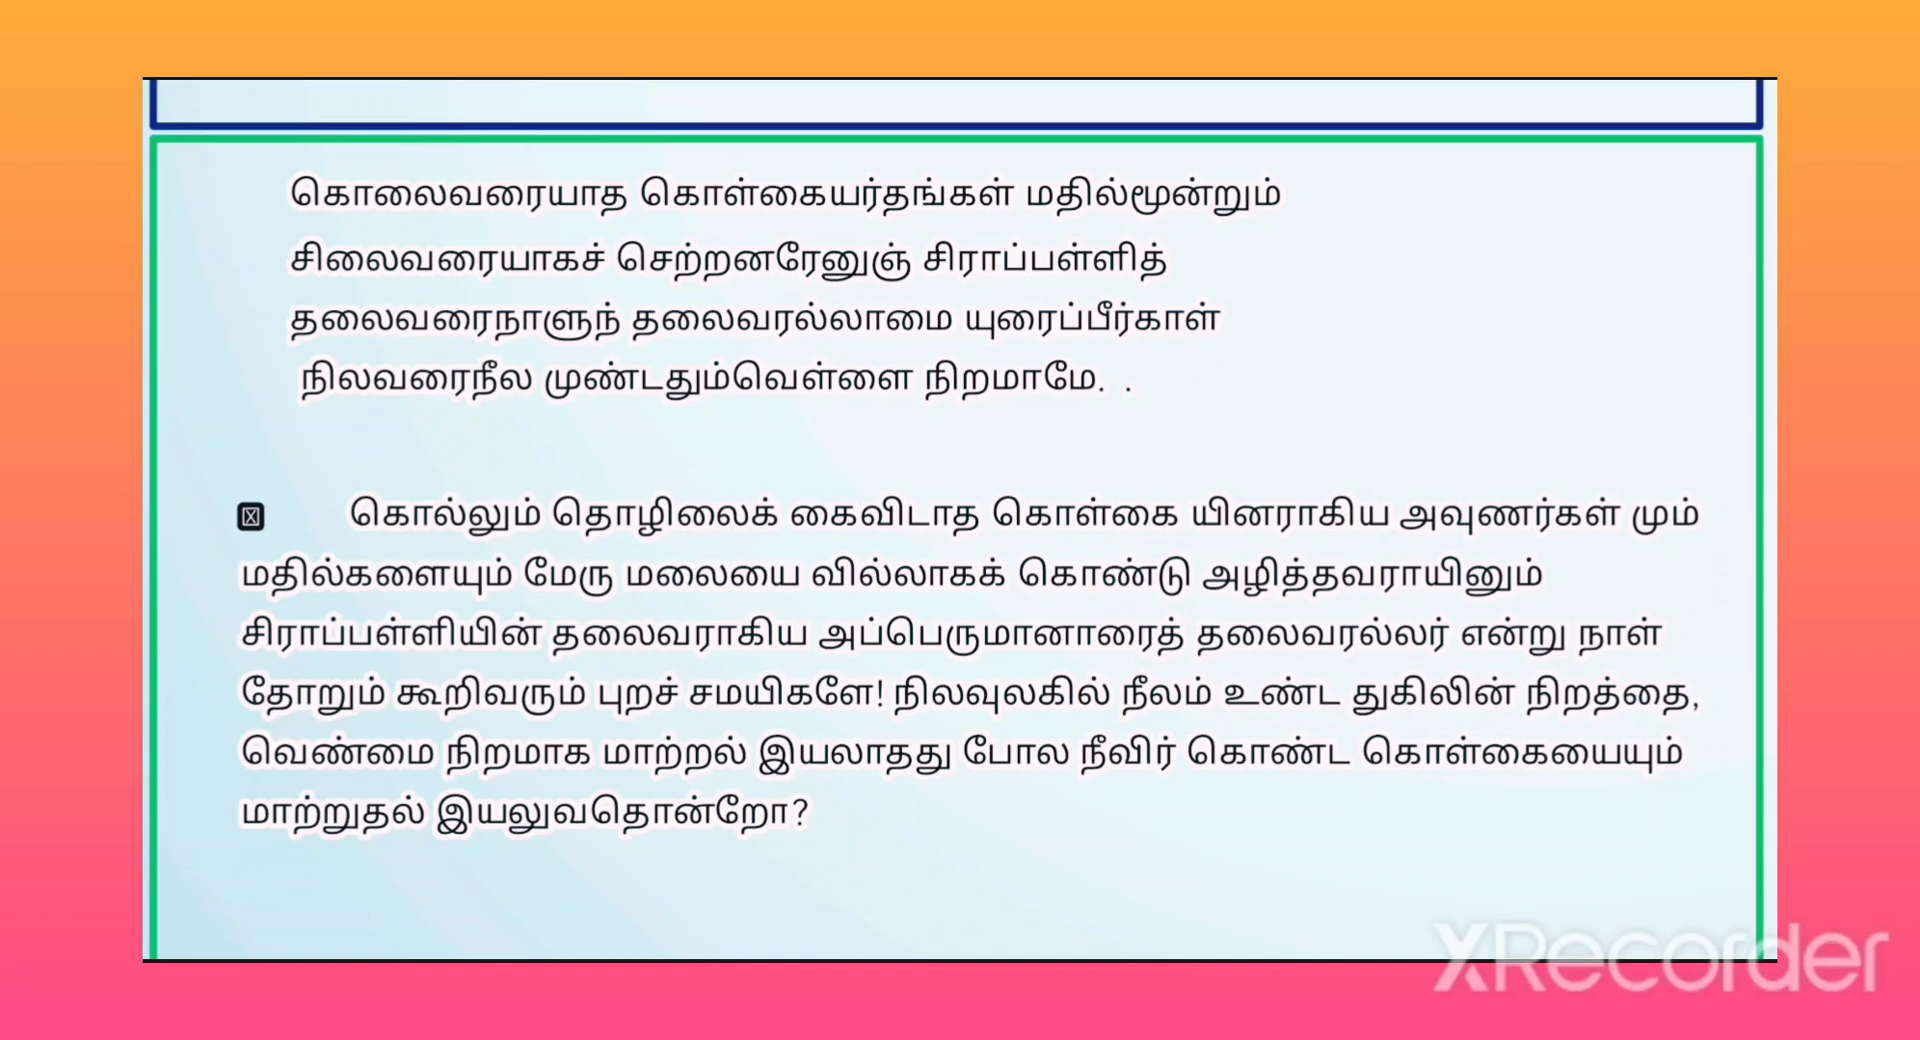 கொலைவரையாத கொள்கையர்தங்கள் மதில்மூன்றும்
சிலைவரையாகச் செற்றனரேனுஞ் சிராப்பள்ளித்
தலைவரைநாளுந் தலைவரல்லாமை யுரைப்பீர்காள்
நிலவரைநீல முண்டதும்வெள்ளை நிறமாமே. .
கொல்லும் தொழிலைக் கைவிடாத கொள்கை யினராகிய அவுணர்கள் மும்
மதில்களையும் மேரு மலையை வில்லாகக் கொண்டு அழித்தவராயினும்
சிராப்பள்ளியின் தலைவராகிய அப்பெருமானாரைத் தலைவரல்லர் என்று நாள்
தோறும் கூறிவரும் புறச் சமயிகளே! நிலவுலகில் நீலம் உண்ட துகிலின் நிறத்தை,
வெண்மை நிறமாக மாற்றல் இயலாதது போல நீவிர் கொண்ட கொள்கையையும்
மாற்றுதல் இயலுவதொன்றோ?
XRecorder